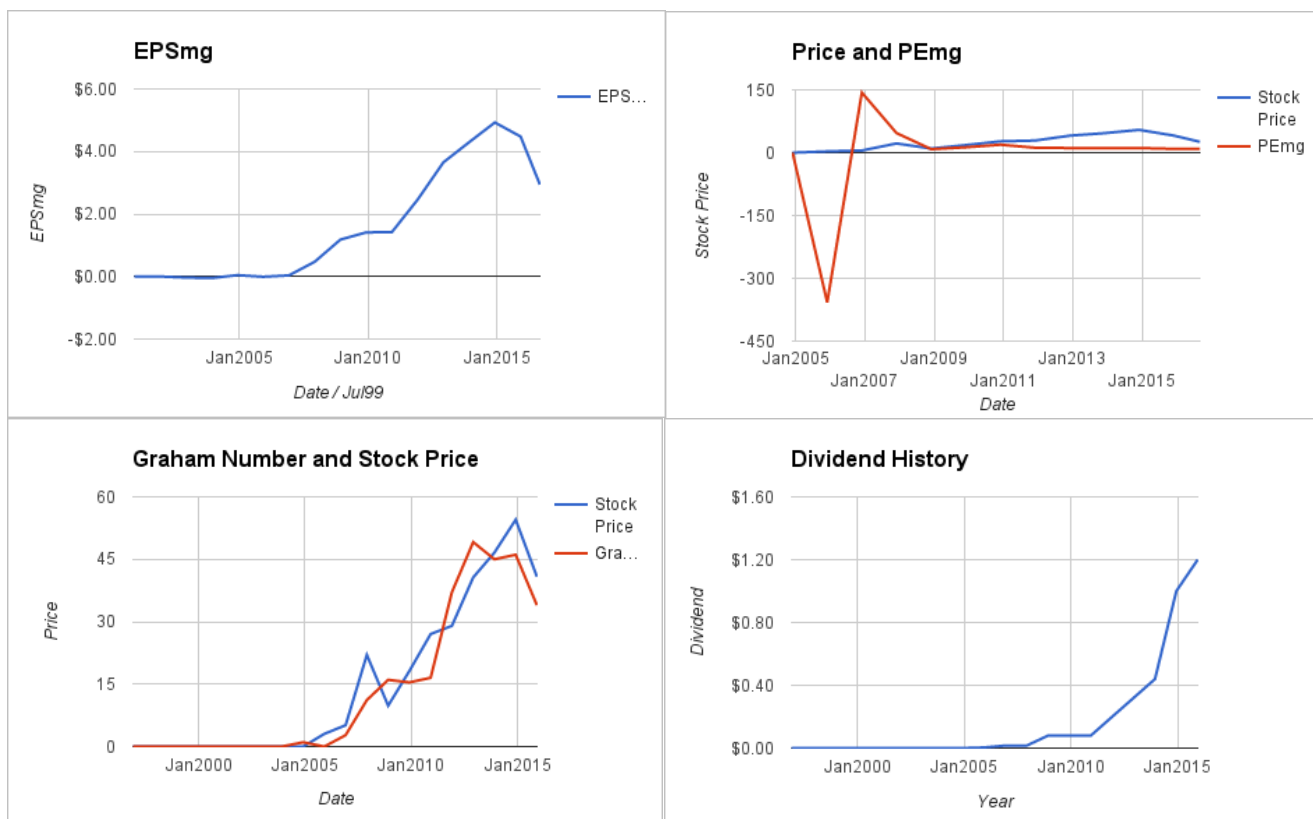 EPSmg
$6.00
$4.00
$2.00
$0.00
-$2.00
EPSmg
Jan2005
Jan2010
Jan2015
Date / Jul99
EPS…
Price and PEmg
150
0
-150
-300
-450
Stock Price
Jan2005
Jan2009
Jan2013
Jan2007
Jan2011
Jan2015
Date
Stock
Price
PEmg
Graham Number and Stock Price
60
45
30
15
0
Price
Jan2000
Jan2005
Jan2010
Jan2015
Date
Stock
Price
Gra…
Dividend History
$1.60
$1.20
$0.80
$0.40
$0.00
Dividend
Jan2000
Jan2005
Jan2010
Jan2015
Year